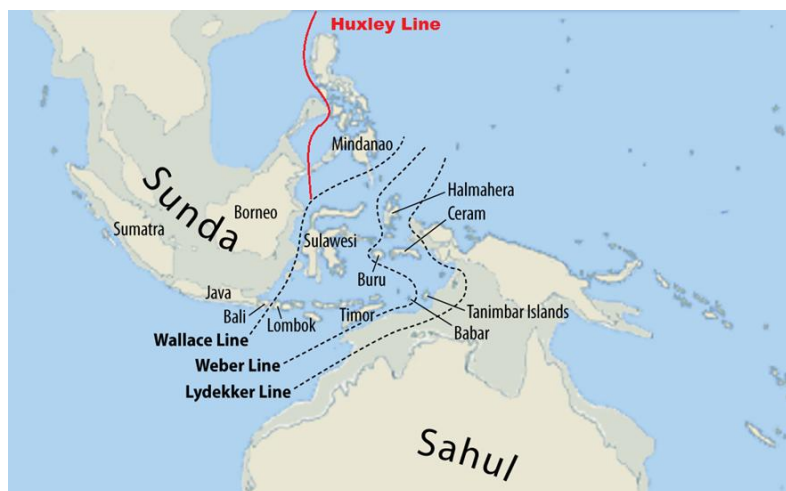 Huxley Line
Mindanao
Halmahera
Ceram
Sunda
Borneo
Sumatra
Sulawesi
Buru
Java
Bali
Lombok
Timor
Tanimbar Islands
Babar
Wallace Line
Weber Line
Lydekker Line
Sahul